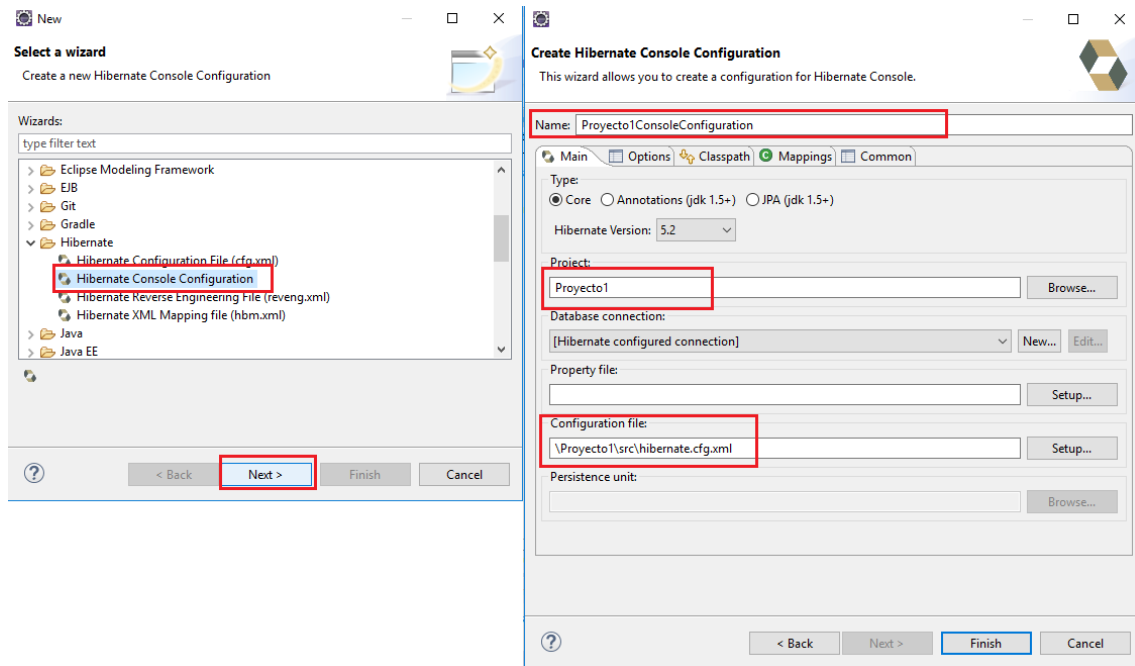 New
Select a wizard
Create a new Hibernate Console Configuration
Wizards:
type filter text
Eclipse Modeling Framework
EJB
Git
Gradle
Hibernate
Hibernate Configuration File (cfg.xml)
Hibernate Console Configuration
Hibernate Reverse Engineering File (reveng.xml)
Hibernate XML Mapping file (hbm.xml)
Java
Java EE
?
< Back Next > Finish Cancel
Create Hibernate Console Configuration
This wizard allows you to create a configuration for Hibernate Console.
Name: Proyecto1ConsoleConfiguration
Main Options Classpath Mappings Common
Type:
Core Annotations (jdk 1.5+) JPA (jdk 1.5+)
Hibernate Version: 5.2
Project:
Proyecto1 Browse...
Database connection:
[Hibernate configured connection] New... Edit...
Property file:
Setup...
Configuration file:
\Proyecto1\src\hibernate.cfg.xml Setup...
Persistence unit:
Browse...
?
< Back Next > Finish Cancel